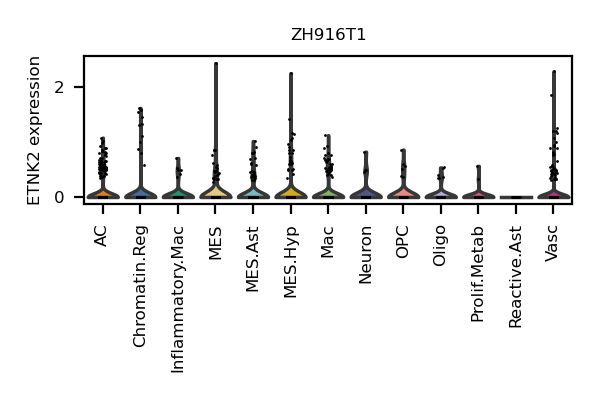 ZH916T1
ETNK2 expression
2
0
AC
Chromatin.Reg
Inflammatory.Mac
MES
MES.Ast
MES.Hyp
Mac
Neuron
OPC
Oligo
Prolif.Metab
Reactive.Ast
Vasc